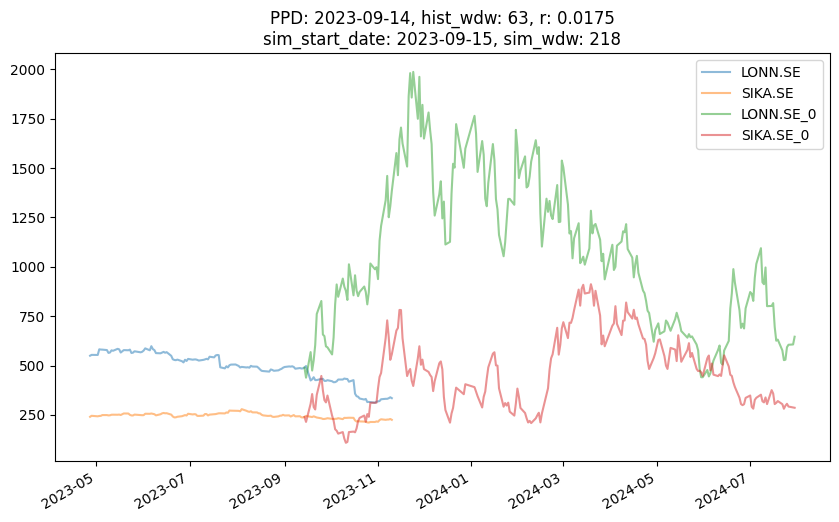 PPD: 2023-09-14, hist_wdw: 63, r: 0.0175
sim_start_date: 2023-09-15, sim_wdw: 218
LONN.SE
SIKA.SE
LONN.SE_0
SIKA.SE_0
2000
1750
1500
1250
1000
750
500
250
2023-05
2023-07
2023-09
2023-11
2024-01
2024-03
2024-05
2024-07